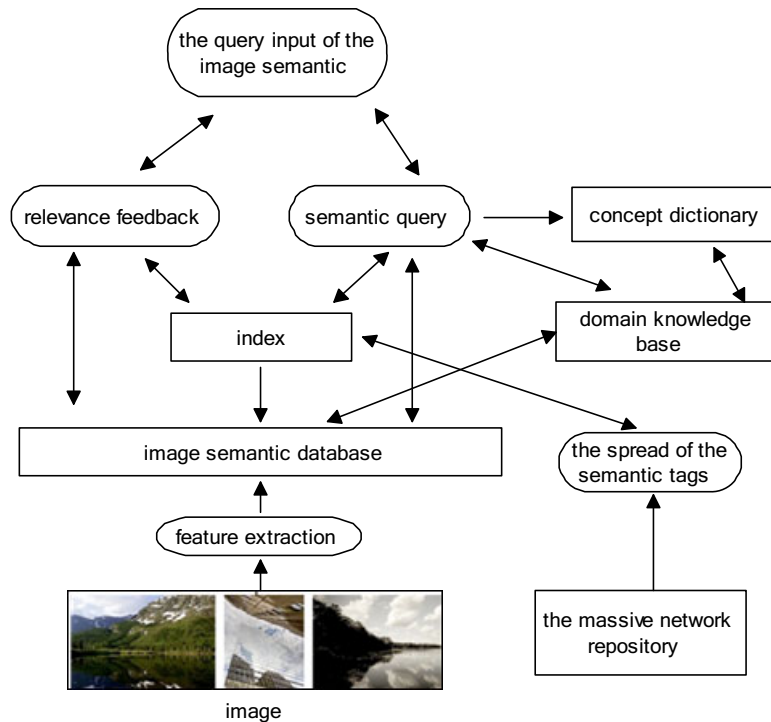 the query input of the
image semantic
relevance feedback
semantic query
concept dictionary
index
domain knowledge
base
image semantic database
the spread of the
semantic tags
feature extraction
the massive network
repository
image